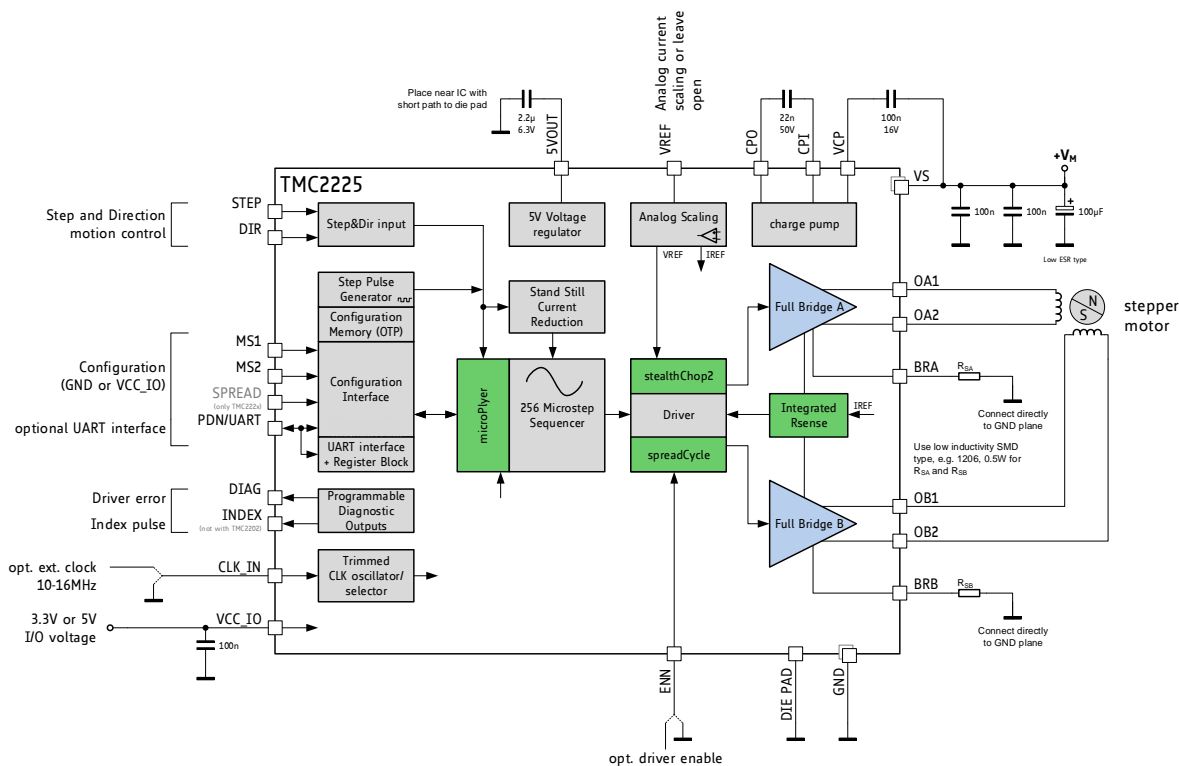 Analog current
scaling or leave
open
Place near IC with
short path to die pad
2.2µ
6.3V
5VOUT
VREF
CPO
22n
50V
CPI
VCP
100n
16V
+VM
VS
100n
100n
+
100µF
Low ESR type
TMC2225
Step and Direction
motion control
STEP
DIR
Step&Dir input
5V Voltage
regulator
Analog Scaling
VREF
IREF
charge pump
Step Pulse
Generator
Configuration
Memory (OTP)
Stand Still
Current
Reduction
Full Bridge A
OA1
OA2
N
S
stepper
motor
Configuration
(GND or VCC_IO)
optional UART interface
MS1
MS2
SPREAD
(only TMC222x)
PDN/UART
Configuration
Interface
UART interface
+ Register Block
microPlyer
256 Microstep
Sequencer
stealthChop2
Driver
spreadCycle
Integrated
Rsense
IREF
BRA
RSA
Connect directly
to GND plane
Use low inductivity SMD
type, e.g. 1206, 0.5W for
RSA and RSB
Driver error
Index pulse
DIAG
INDEX
(not with TMC2202)
Programmable
Diagnostic
Outputs
Full Bridge B
OB1
OB2
opt. ext. clock
10-16MHz
CLK_IN
Trimmed
CLK oscillator/
selector
BRB
RSB
Connect directly
to GND plane
3.3V or 5V
I/O voltage
VCC_IO
100n
ENN
DIE PAD
GND
opt. driver enable